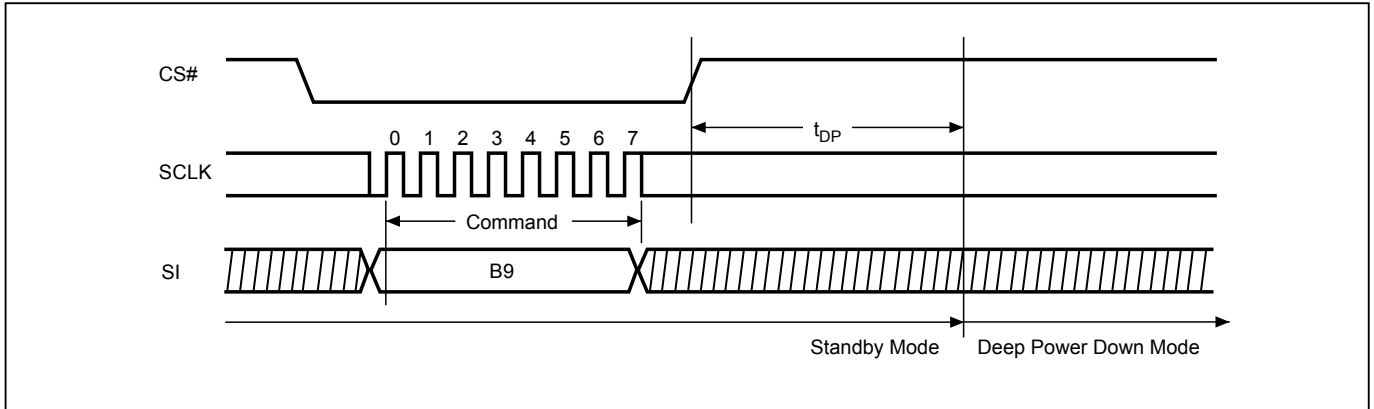 CS#
t_DP
0 1 2 3 4 5 6 7
SCLK
Command
SI
B9
Standby Mode
Deep Power Down Mode